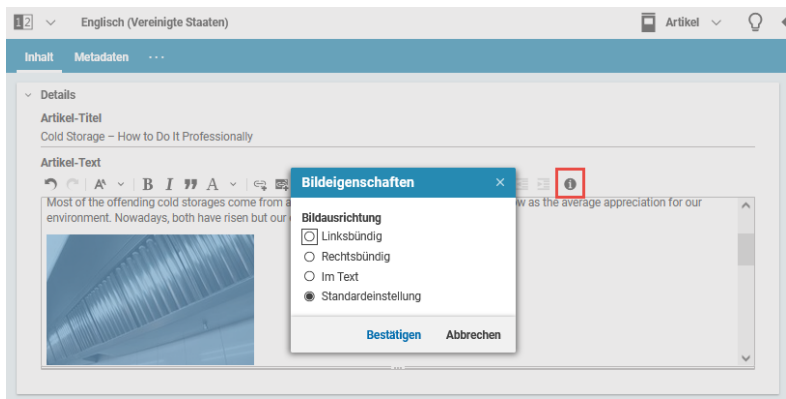 Englisch (Vereinigte Staaten)
Artikel
Inhalt Metadaten ...
Details
Artikel-Titel
Cold Storage – How to Do It Professionally
Artikel-Text
B I A
Most of the offending cold storages come from a
w as the average appreciation for our
environment. Nowadays, both have risen but our
Bildeigenschaften
Bildausrichtung
Linksbündig
Rechtsbündig
Im Text
Standardeinstellung
Bestätigen Abbrechen